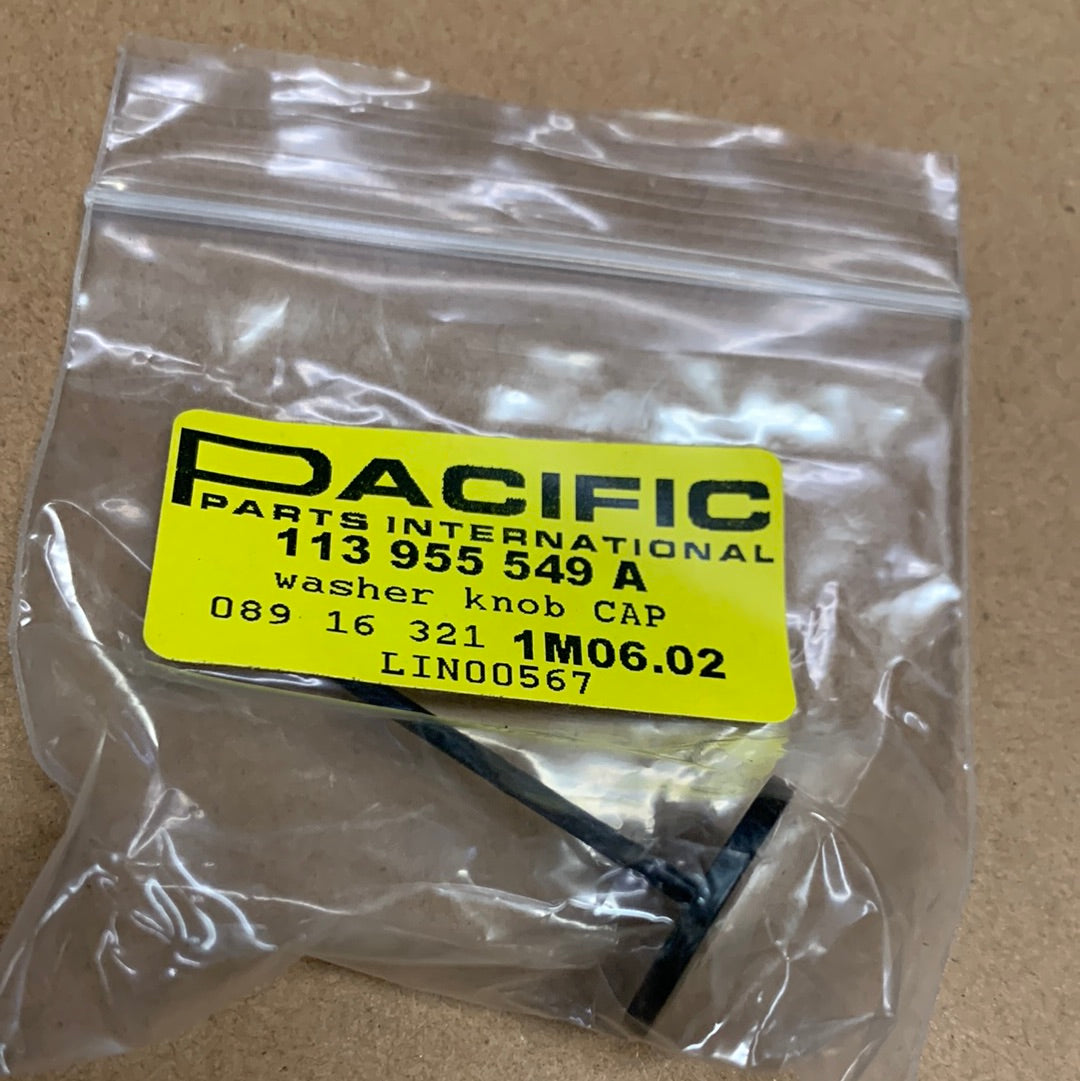 PACIFIC
PARTS INTERNATIONAL
113 955 549 A
washer knob CAP
089 16 321 1M06.02
LIN00567